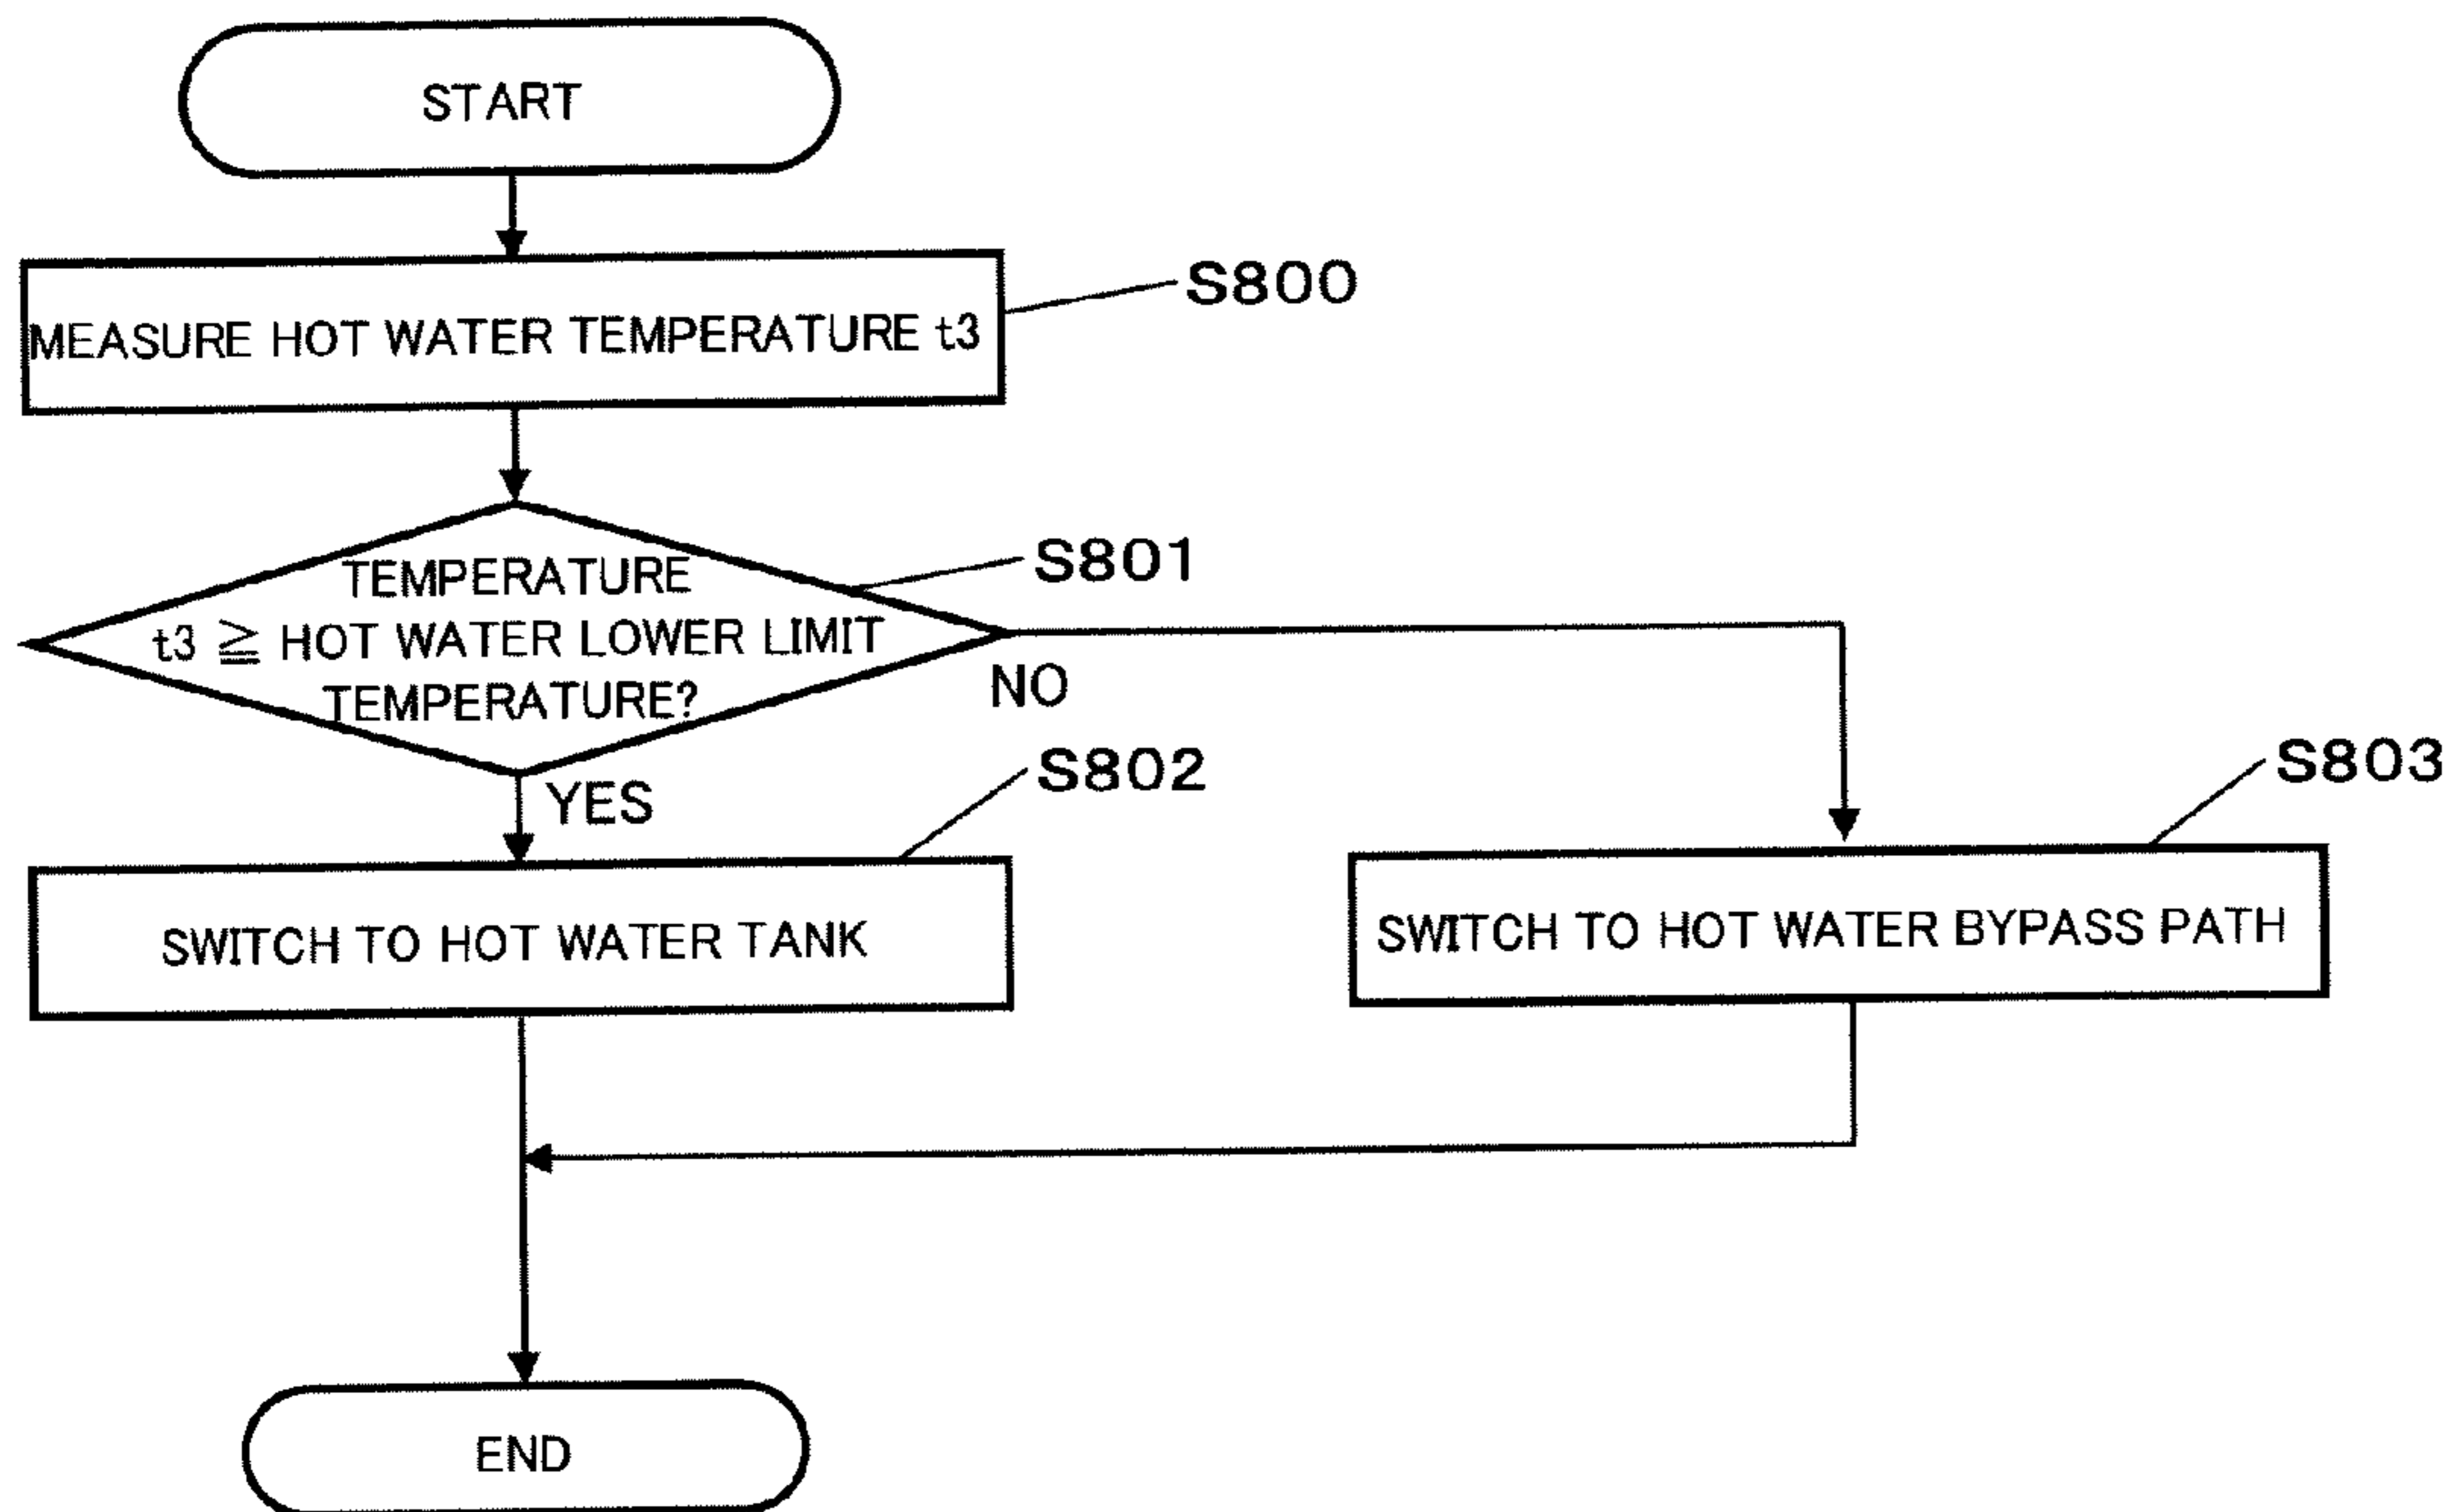 START
MEASURE HOT WATER TEMPERATURE t3
S800
TEMPERATURE
t3 ≧ HOT WATER LOWER LIMIT
TEMPERATURE?
S801
NO
YES
S802
SWITCH TO HOT WATER TANK
S803
SWITCH TO HOT WATER BYPASS PATH
END